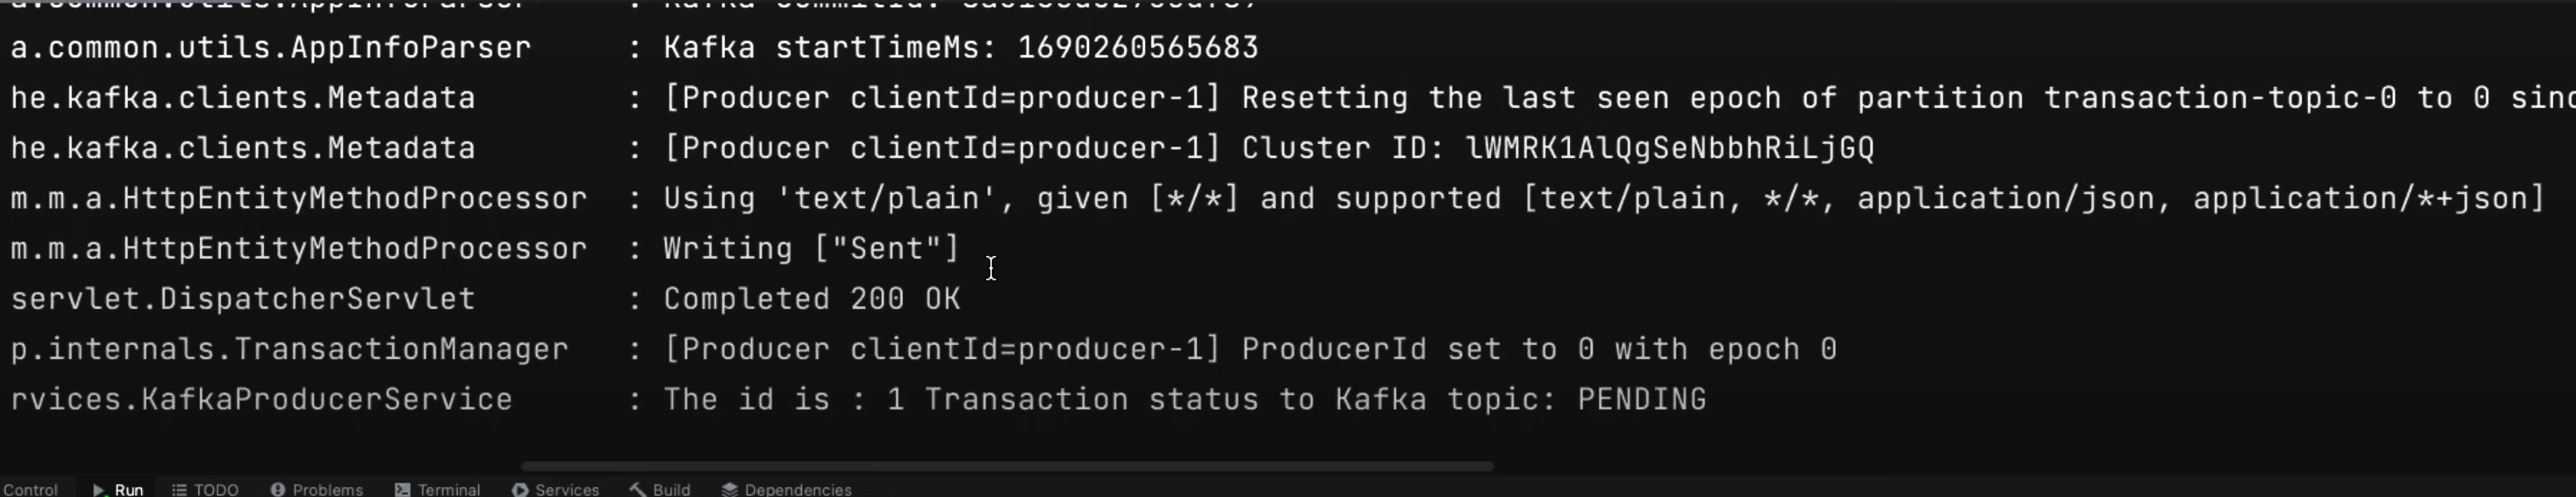 a.common.utils.AppInfoParser : Kafka startTimeMs: 1690260565683
he.kafka.clients.Metadata : [Producer clientId=producer-1] Resetting the last seen epoch of partition transaction-topic-0 to 0 sinc
he.kafka.clients.Metadata : [Producer clientId=producer-1] Cluster ID: lWMRK1AlQgSeNbbhRiLjGQ
m.m.a.HttpEntityMethodProcessor : Using 'text/plain', given [*/*] and supported [text/plain, */*, application/json, application/*+json]
m.m.a.HttpEntityMethodProcessor : Writing ["Sent"]
servlet.DispatcherServlet : Completed 200 OK
p.internals.TransactionManager : [Producer clientId=producer-1] ProducerId set to 0 with epoch 0
rvices.KafkaProducerService : The id is : 1 Transaction status to Kafka topic: PENDING
Control Run TODO Problems Terminal Services Build Dependencies